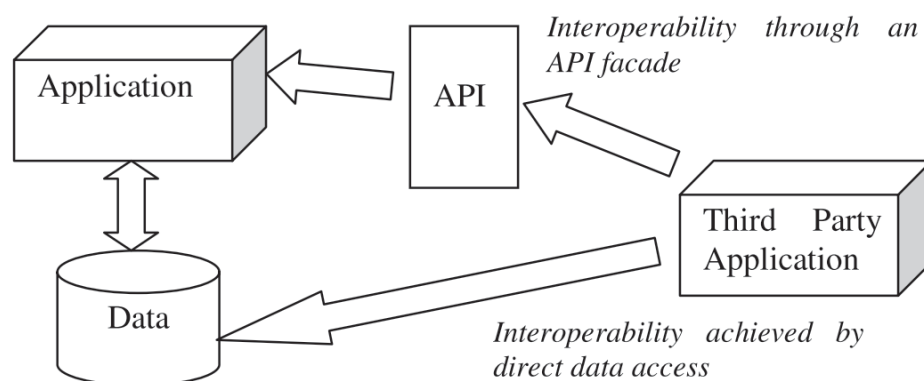 Interoperability through an
API facade
Application
API
Third Party
Application
Data
Interoperability achieved by
direct data access